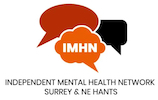 IMHN
INDEPENDENT MENTAL HEALTH NETWORK
SURREY & NE HANTS